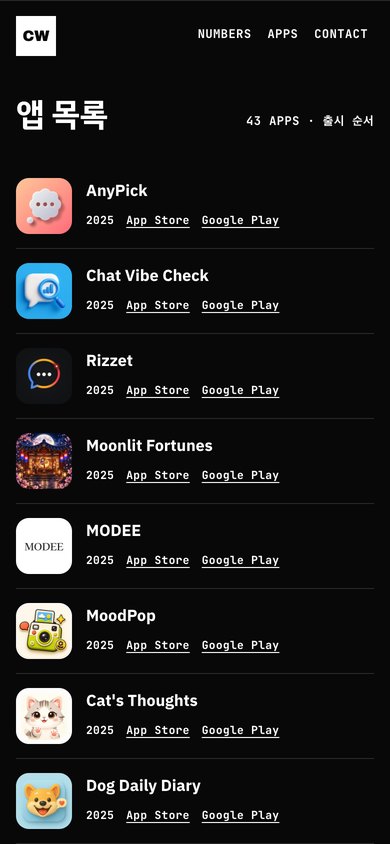 CW
NUMBERS APPS CONTACT
앱 목록
43 APPS · 출시 순서
AnyPick
2025 App Store Google Play
Chat Vibe Check
2025 App Store Google Play
Rizzet
2025 App Store Google Play
Moonlit Fortunes
2025 App Store Google Play
MODEE
MODEE
2025 App Store Google Play
MoodPop
2025 App Store Google Play
Cat's Thoughts
2025 App Store Google Play
Dog Daily Diary
2025 App Store Google Play